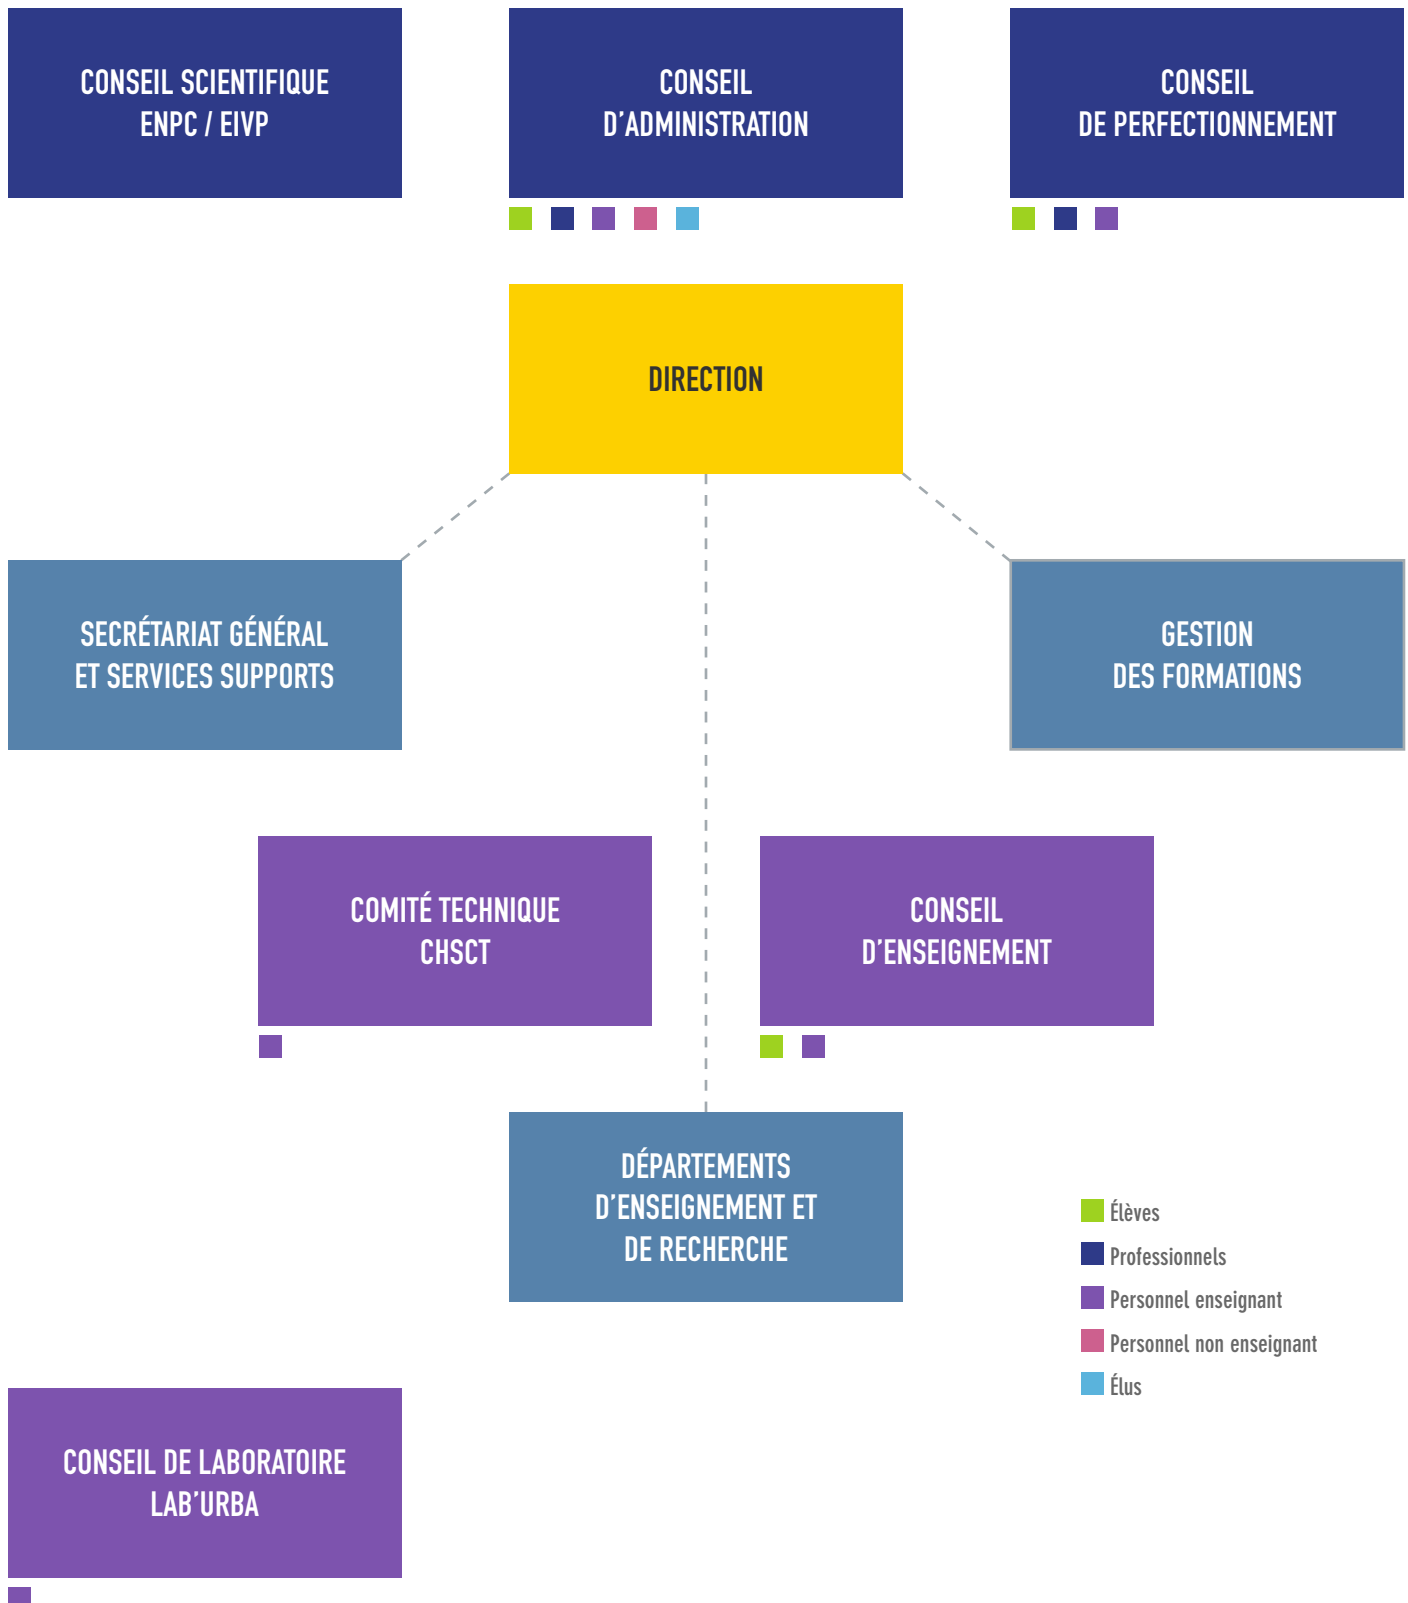 CONSEIL SCIENTIFIQUE
ENPC / EIVP
CONSEIL
D’ADMINISTRATION
CONSEIL
DE PERFECTIONNEMENT
DIRECTION
SECRÉTARIAT GÉNÉRAL
ET SERVICES SUPPORTS
GESTION
DES FORMATIONS
COMITÉ TECHNIQUE
CHSCT
CONSEIL
D’ENSEIGNEMENT
DÉPARTEMENTS
D’ENSEIGNEMENT ET
DE RECHERCHE
Élèves
Professionnels
Personnel enseignant
Personnel non enseignant
Élus
CONSEIL DE LABORATOIRE
LAB’URBA